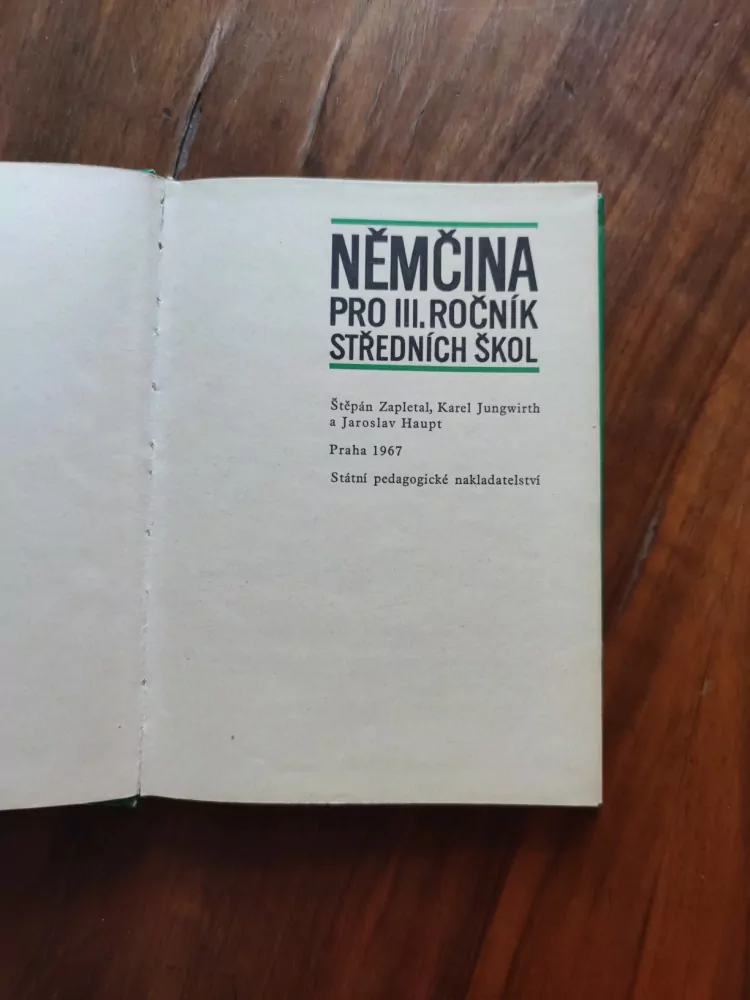 NĚMČINA
PRO III. ROČNÍK
STŘEDNÍCH ŠKOL
Štěpán Zapletal, Karel Jungwirth
a Jaroslav Haupt
Praha 1967
Státní pedagogické nakladatelství